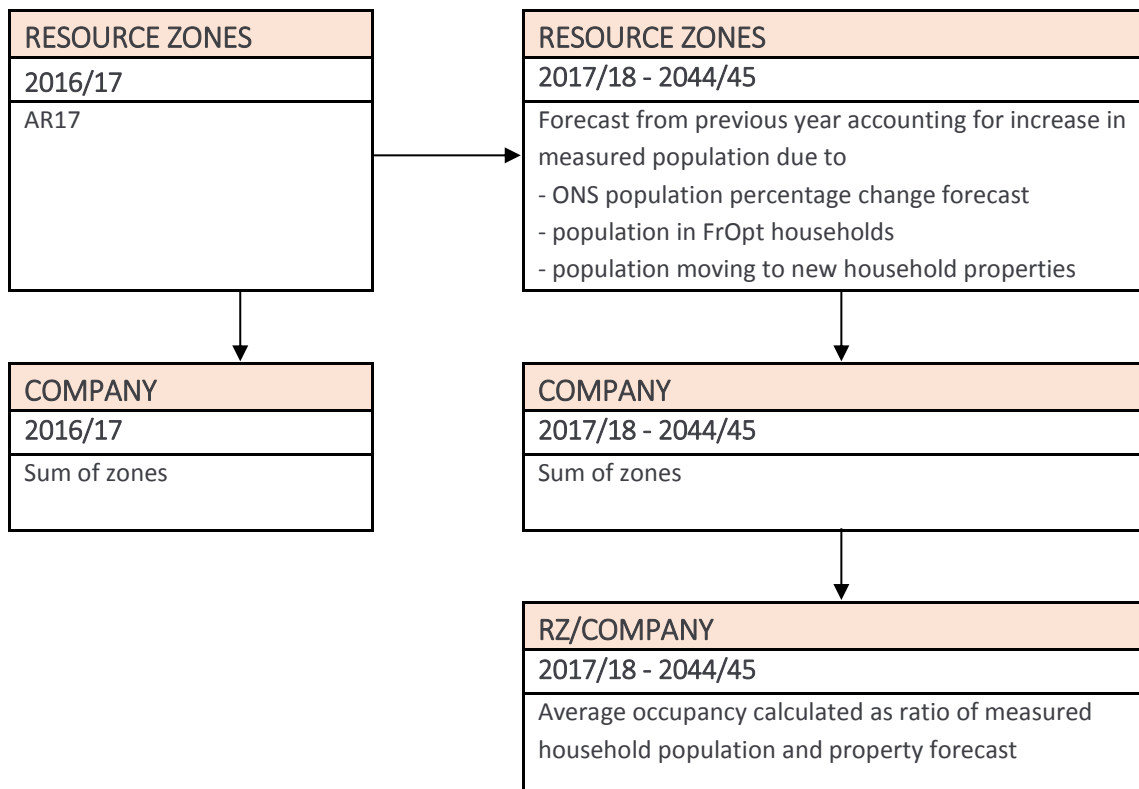 RESOURCE ZONES
2016/17
AR17
RESOURCE ZONES
2017/18 - 2044/45
Forecast from previous year accounting for increase in
measured population due to
- ONS population percentage change forecast
- population in FrOpt households
- population moving to new household properties
COMPANY
2016/17
Sum of zones
COMPANY
2017/18 - 2044/45
Sum of zones
RZ/COMPANY
2017/18 - 2044/45
Average occupancy calculated as ratio of measured
household population and property forecast